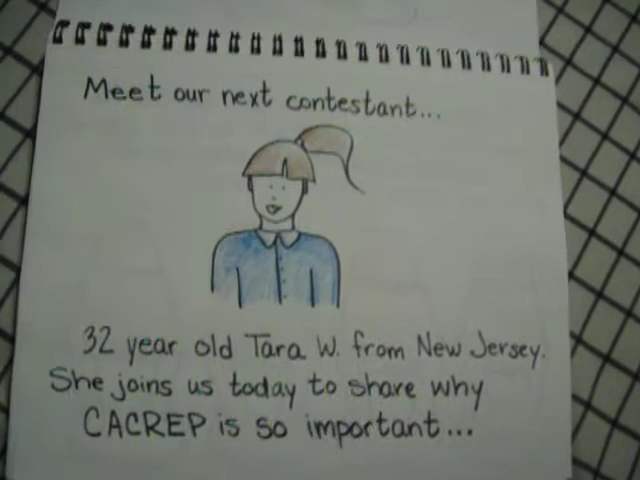 Meet our next contestant...
32 year old Tara W. from New Jersey.
She joins us today to share why
CACREP is so important...